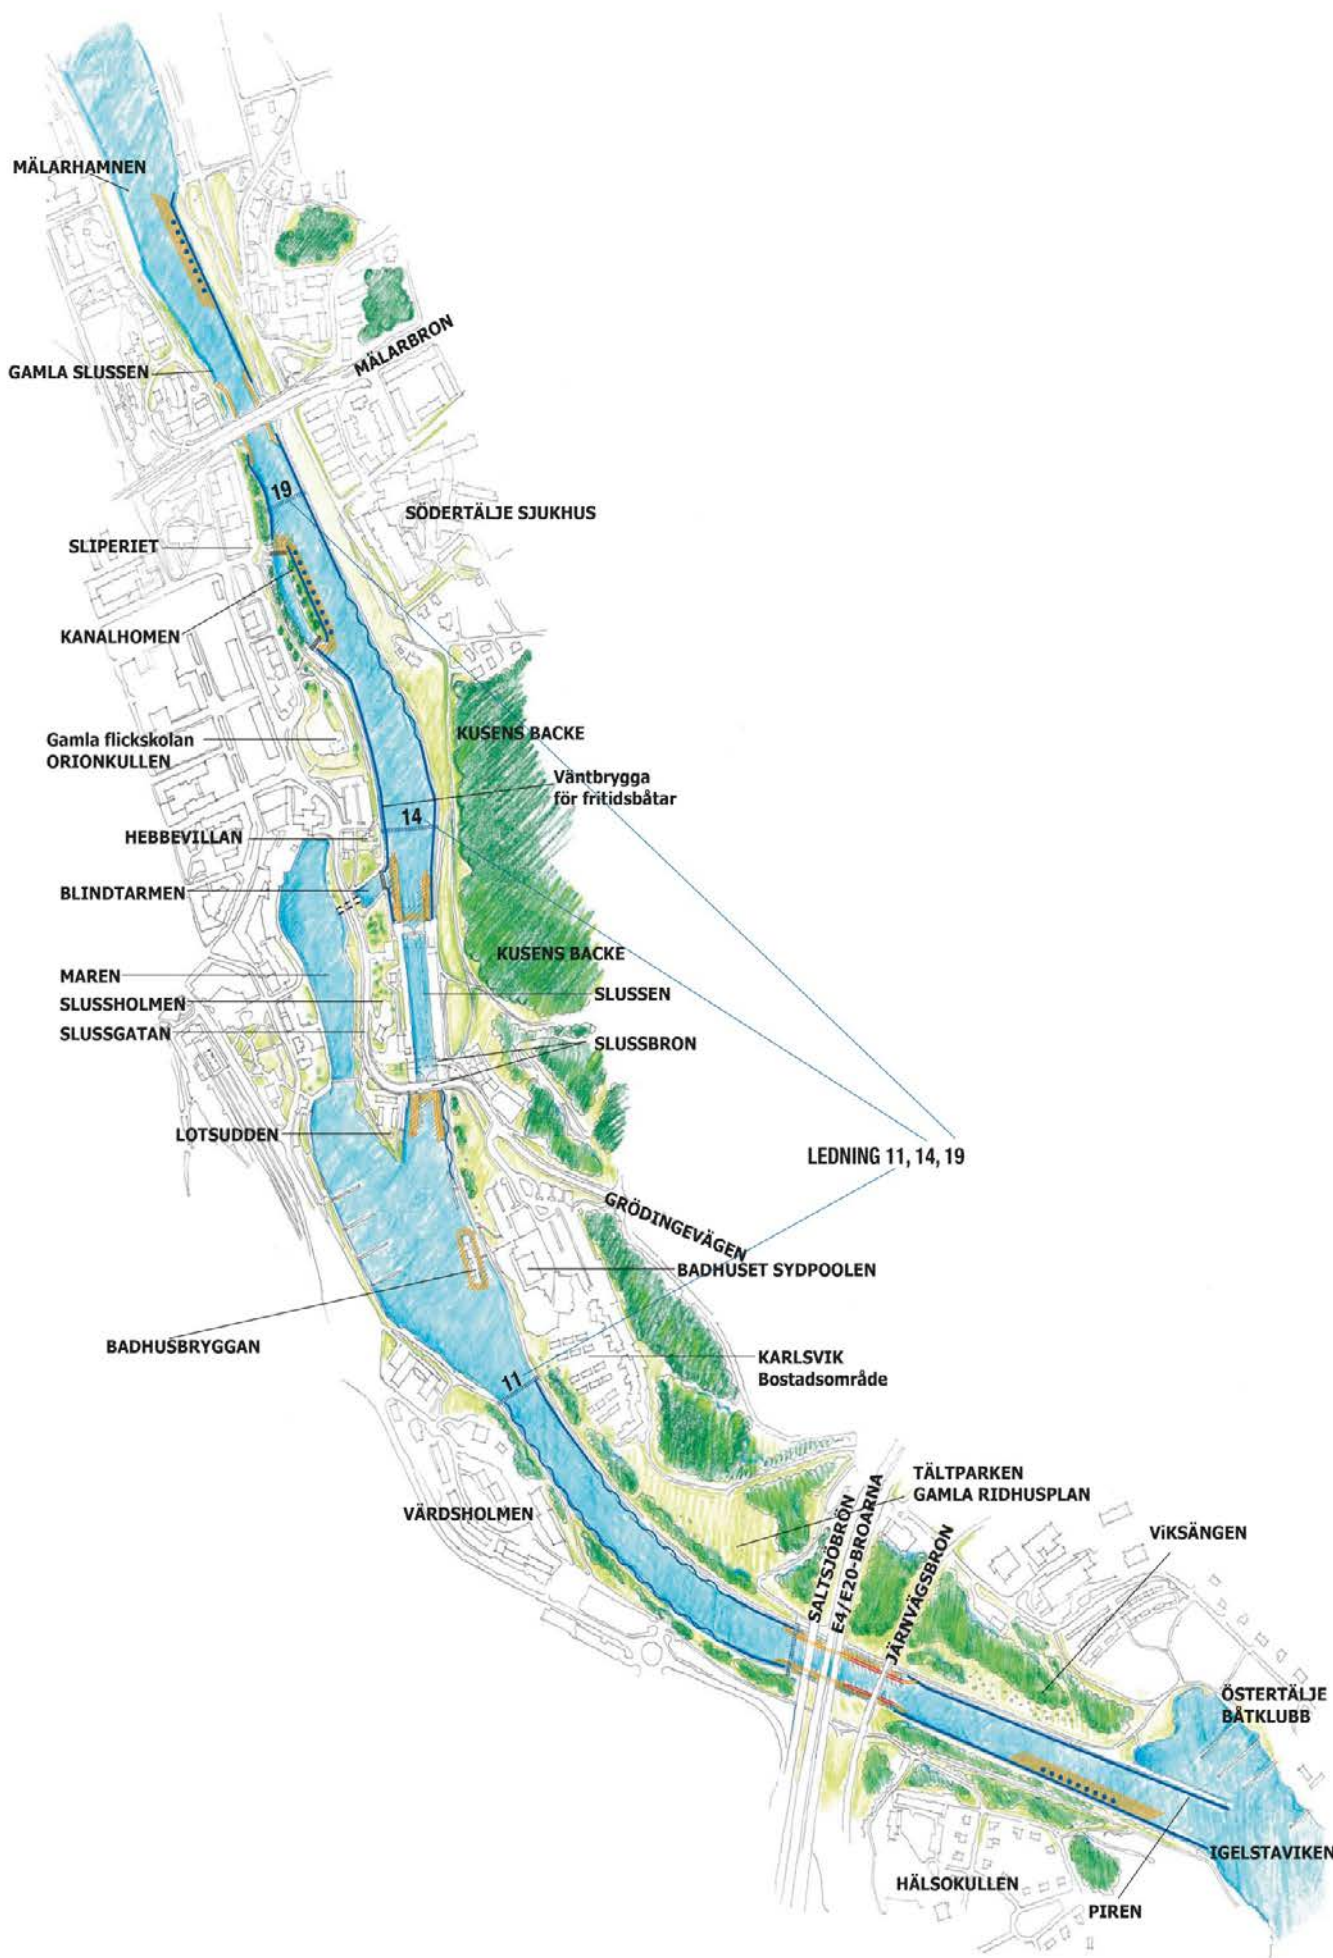 MÄLARHAMNEN
GAMLA SLUSSEN
MÄLARBRON
19
SÖDERTÄLJE SJUKHUS
SLIPERIET
KANALHOMEN
Gamla flickskolan
ORIONKULLEN
KUSENS BACKE
Väntbrygga
för fritidsbåtar
14
HEBBEVILLAN
BLINDTARMEN
KUSENS BACKE
MAREN
SLUSSEN
SLUSSHOLMEN
SLUSSGATAN
SLUSSBRON
LOTSUDDEN
LEDNING 11, 14, 19
GRÖDINGEVÄGEN
BADHUSET SYDPOOLEN
BADHUSBRYGGAN
KARLSVIK
Bostadsområde
11
VÄRDSHOLMEN
TÄLTPARKEN
GAMLA RIDHUSPLAN
SALTSJÖBRÖN
E4/E20-BROARNA
JÄRNVÄGSBRON
ViKSÄNGEN
ÖSTERTÄLJE
BÅTKLUBB
IGELSTAVIKEN
HÄLSOKULLEN
PIREN